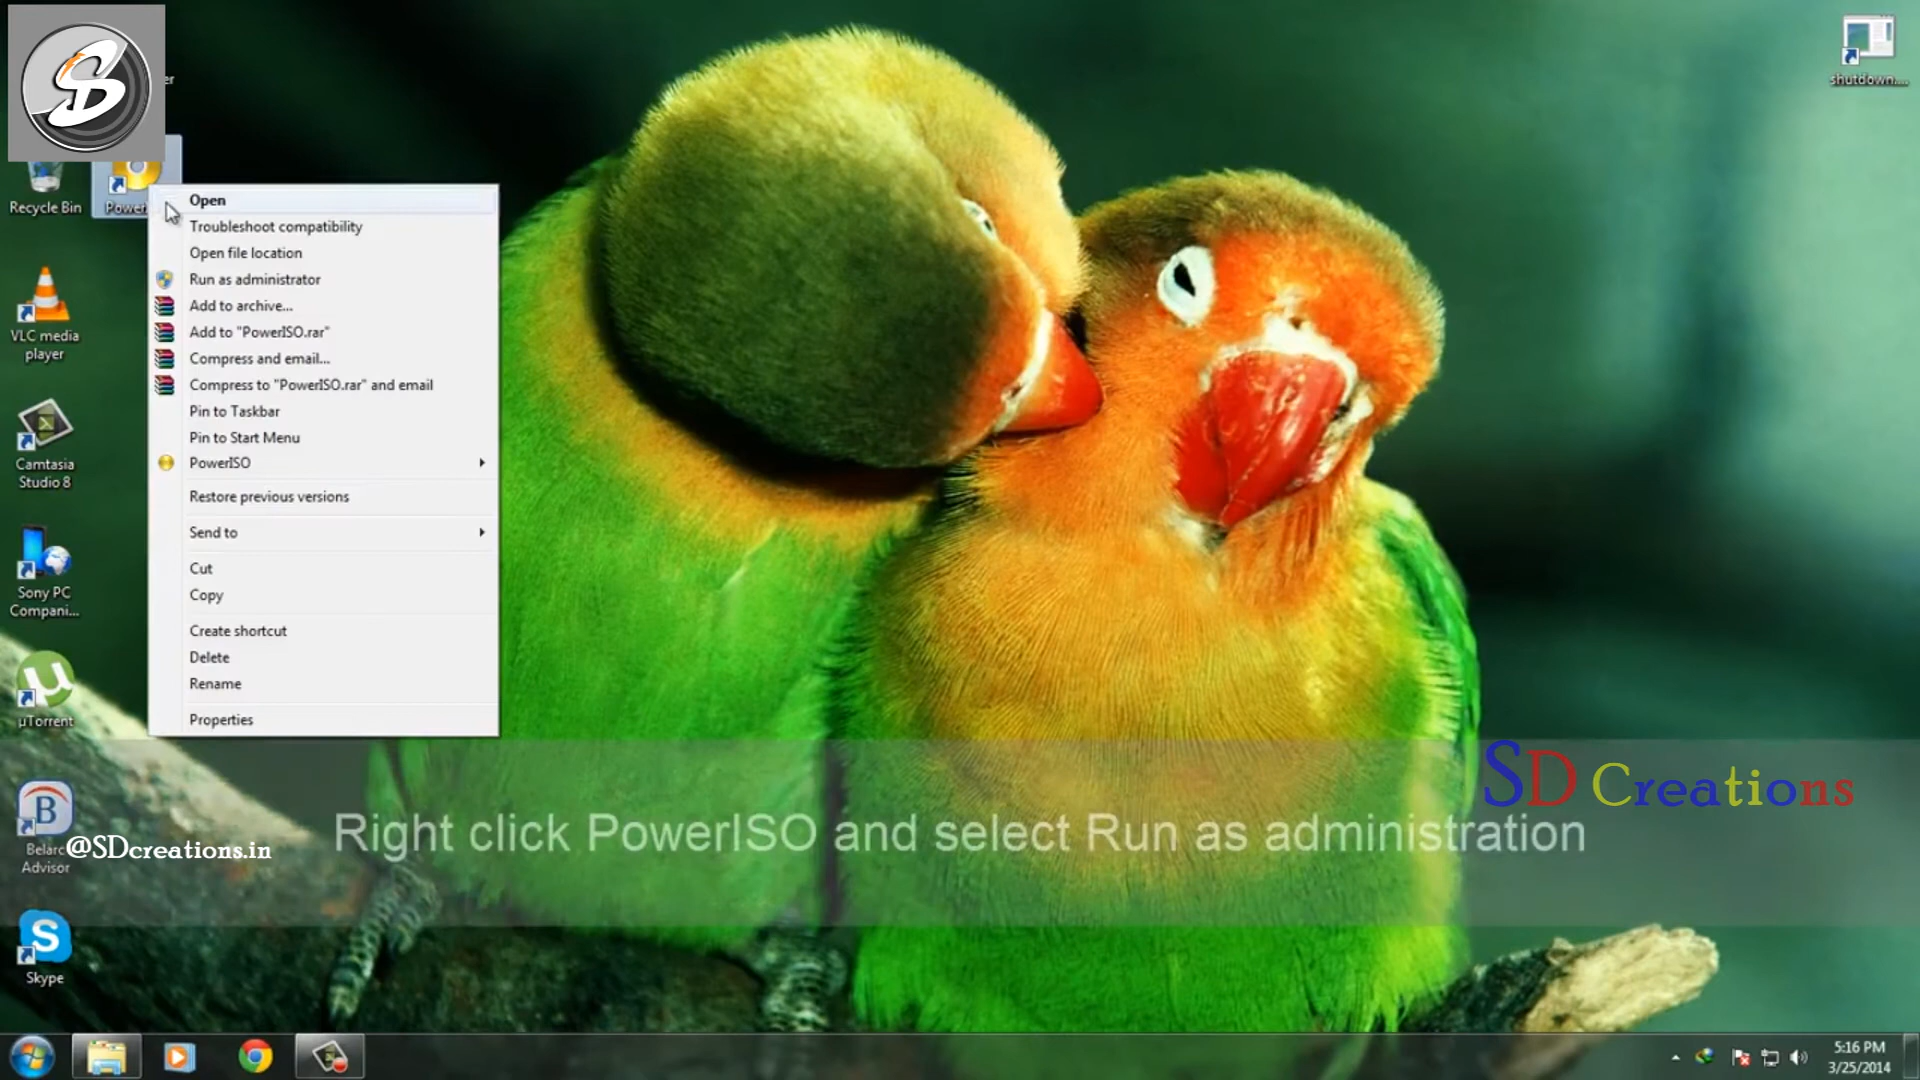 SD
er
shutdown....
Recycle Bin
Power
Open
Troubleshoot compatibility
Open file location
Run as administrator
Add to archive...
Add to "PowerISO.rar"
Compress and email...
Compress to "PowerISO.rar" and email
Pin to Taskbar
Pin to Start Menu
PowerISO
Restore previous versions
Send to
Cut
Copy
Create shortcut
Delete
Rename
Properties
VLC media
player
Camtasia
Studio 8
Sony PC
Compani...
µTorrent
Belarc
Advisor
@SDcreations.in
Skype
SD Creations
Right click PowerISO and select Run as administration
5:16 PM
3/25/2014